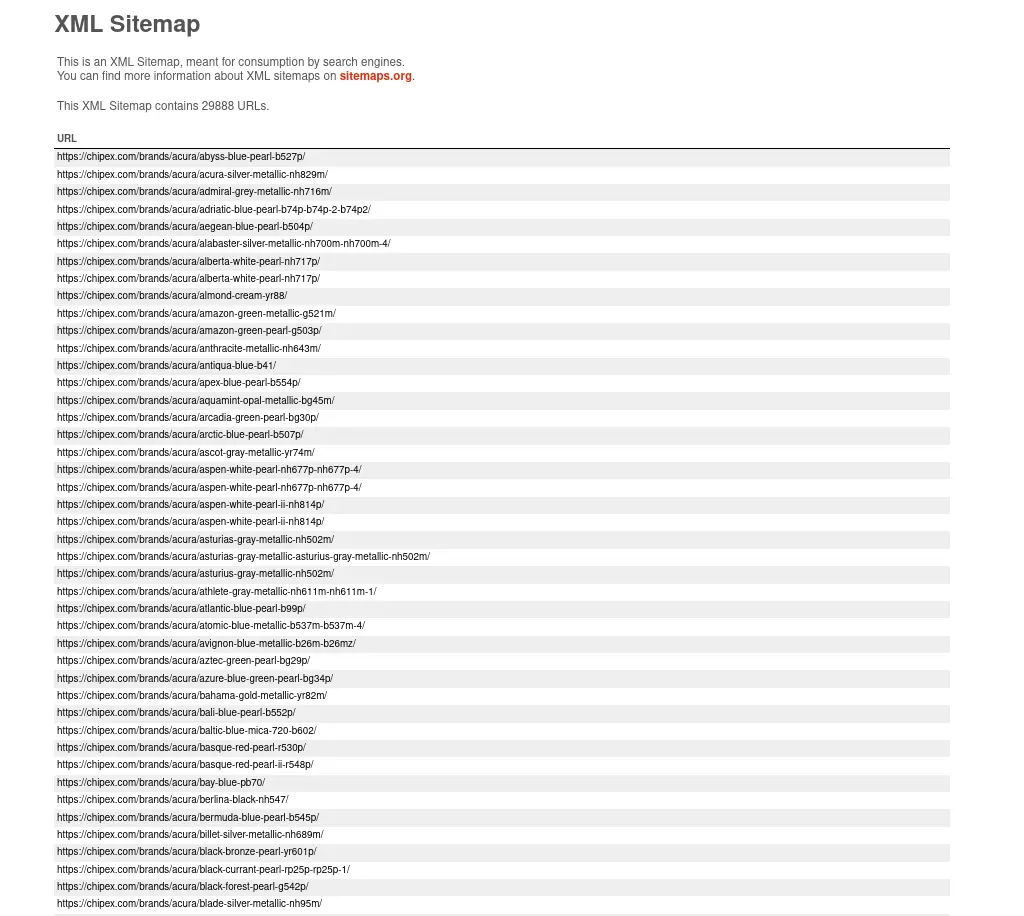 XML Sitemap
This is an XML Sitemap, meant for consumption by search engines.
You can find more information about XML sitemaps on sitemaps.org.
This XML Sitemap contains 29888 URLs.
URL
https://chipex.com/brands/acura/abyss-blue-pearl-b527p/
https://chipex.com/brands/acura/acura-silver-metallic-nh829m/
https://chipex.com/brands/acura/admiral-grey-metallic-nh716m/
https://chipex.com/brands/acura/adriatic-blue-pearl-b74p-b74p-2-b74p2/
https://chipex.com/brands/acura/aegean-blue-pearl-b504p/
https://chipex.com/brands/acura/alabaster-silver-metallic-nh700m-nh700m-4/
https://chipex.com/brands/acura/alberta-white-pearl-nh717p/
https://chipex.com/brands/acura/alberta-white-pearl-nh717p/
https://chipex.com/brands/acura/almond-cream-yr88/
https://chipex.com/brands/acura/amazon-green-metallic-g521m/
https://chipex.com/brands/acura/amazon-green-pearl-g503p/
https://chipex.com/brands/acura/anthracite-metallic-nh643m/
https://chipex.com/brands/acura/antiqua-blue-b41/
https://chipex.com/brands/acura/apex-blue-pearl-b554p/
https://chipex.com/brands/acura/aquamint-opal-metallic-bg45m/
https://chipex.com/brands/acura/arcadia-green-pearl-bg30p/
https://chipex.com/brands/acura/arctic-blue-pearl-b507p/
https://chipex.com/brands/acura/ascot-gray-metallic-yr74m/
https://chipex.com/brands/acura/aspen-white-pearl-nh677p-nh677p-4/
https://chipex.com/brands/acura/aspen-white-pearl-nh677p-nh677p-4/
https://chipex.com/brands/acura/aspen-white-pearl-ii-nh814p/
https://chipex.com/brands/acura/aspen-white-pearl-ii-nh814p/
https://chipex.com/brands/acura/asturias-gray-metallic-nh502m/
https://chipex.com/brands/acura/asturias-gray-metallic-asturius-gray-metallic-nh502m/
https://chipex.com/brands/acura/asturius-gray-metallic-nh502m/
https://chipex.com/brands/acura/athlete-gray-metallic-nh611m-nh611m-1/
https://chipex.com/brands/acura/atlantic-blue-pearl-b99p/
https://chipex.com/brands/acura/atomic-blue-metallic-b537m-b537m-4/
https://chipex.com/brands/acura/avignon-blue-metallic-b26m-b26mz/
https://chipex.com/brands/acura/aztec-green-pearl-bg29p/
https://chipex.com/brands/acura/azure-blue-green-pearl-bg34p/
https://chipex.com/brands/acura/bahama-gold-metallic-yr82m/
https://chipex.com/brands/acura/bali-blue-pearl-b552p/
https://chipex.com/brands/acura/baltic-blue-mica-720-b602/
https://chipex.com/brands/acura/basque-red-pearl-r530p/
https://chipex.com/brands/acura/basque-red-pearl-ii-r548p/
https://chipex.com/brands/acura/bay-blue-pb70/
https://chipex.com/brands/acura/berlina-black-nh547/
https://chipex.com/brands/acura/bermuda-blue-pearl-b545p/
https://chipex.com/brands/acura/billet-silver-metallic-nh689m/
https://chipex.com/brands/acura/black-bronze-pearl-yr601p/
https://chipex.com/brands/acura/black-currant-pearl-rp25p-rp25p-1/
https://chipex.com/brands/acura/black-forest-pearl-g542p/
https://chipex.com/brands/acura/blade-silver-metallic-nh95m/